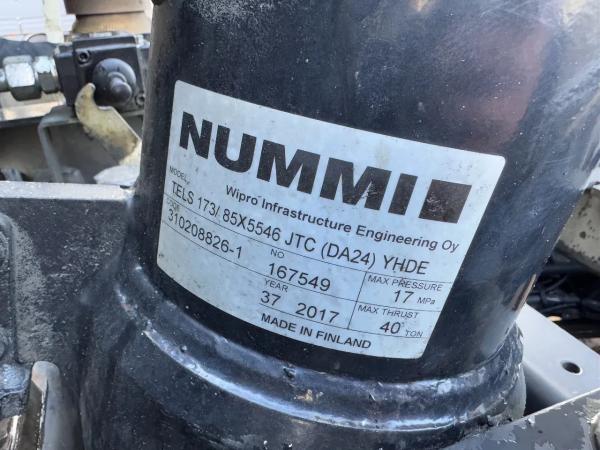 NUMMI
Wipro Infrastructure Engineering Oy
MODEL
TELS 173/.85X5546 JTC (DA24) YHDE
CODE
310208826-1
NO
167549
MAX PRESSURE
17 MPa
YEAR
37 2017
MAX THRUST
40 TON
MADE IN FINLAND